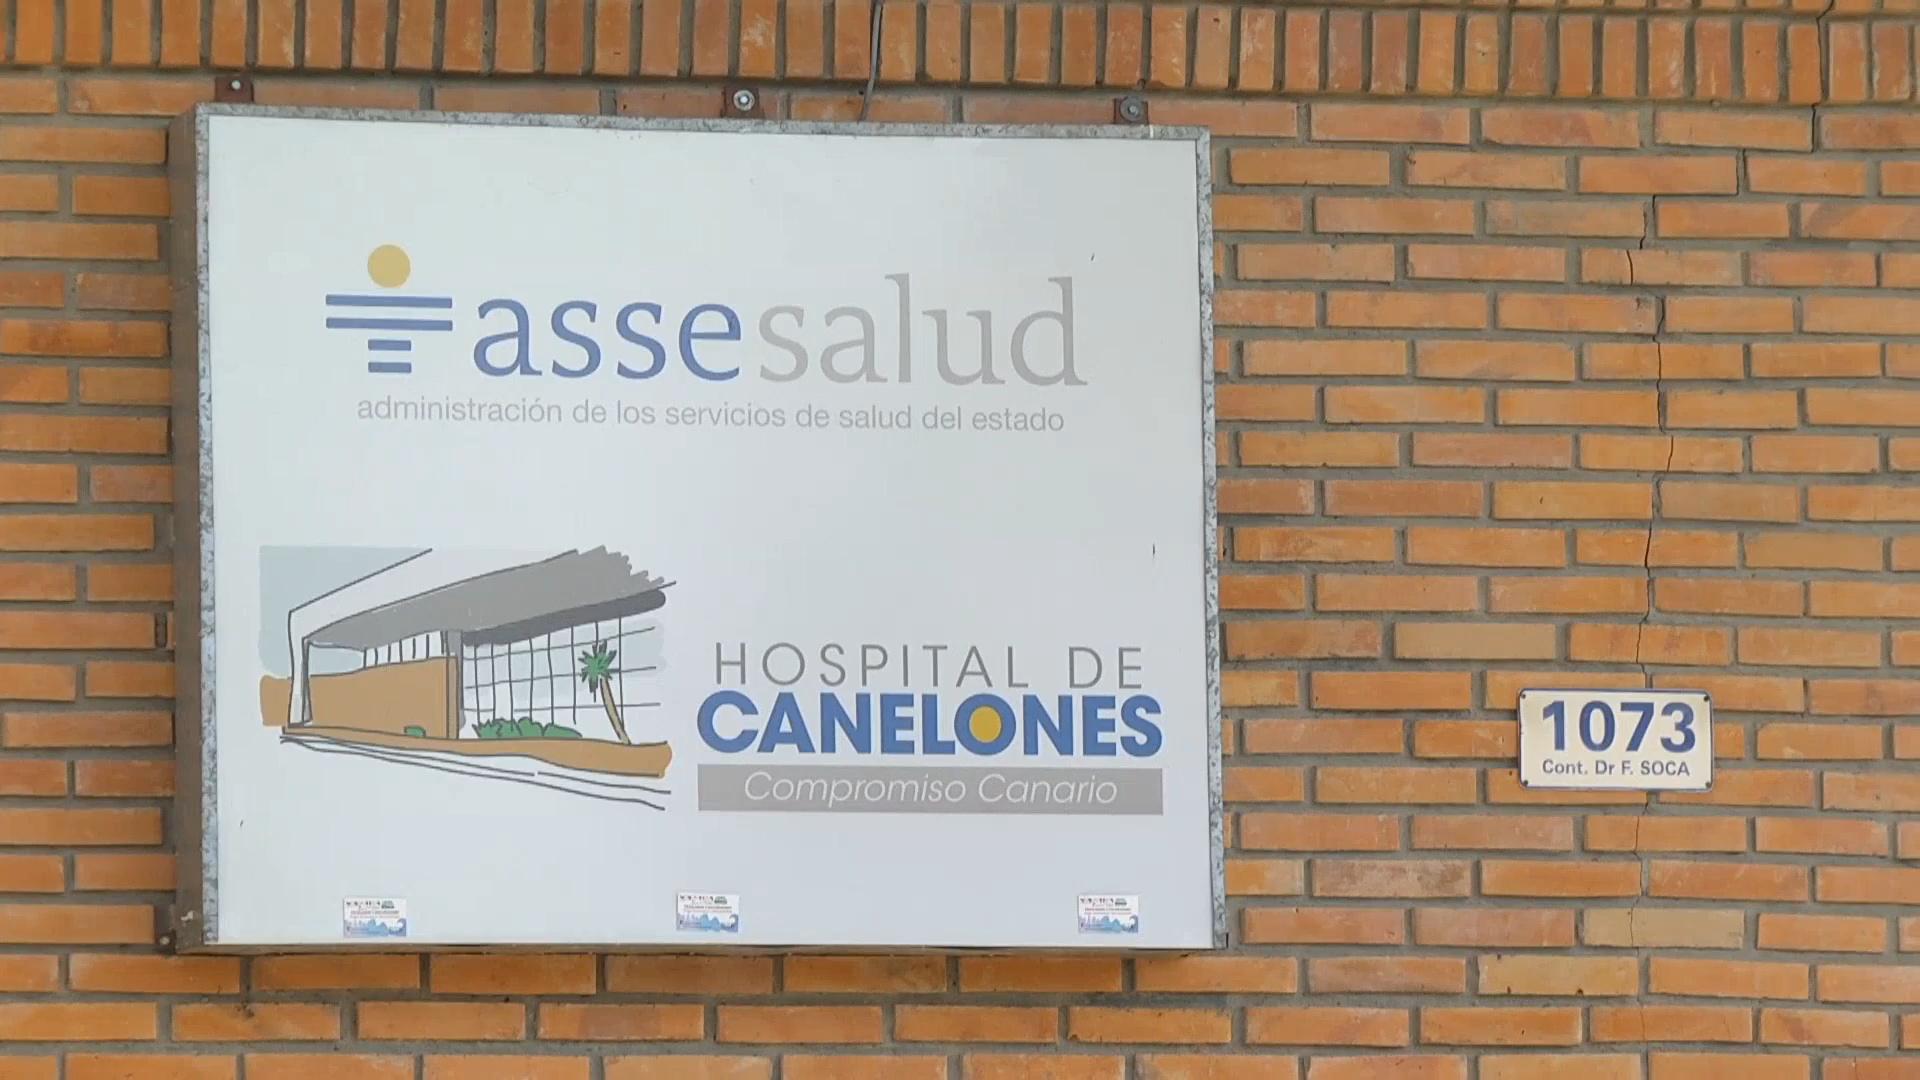 assesalud
administración de los servicios de salud del estado
HOSPITAL DE
CANELONES
Compromiso Canario
1073
Cont. Dr F. SOCA